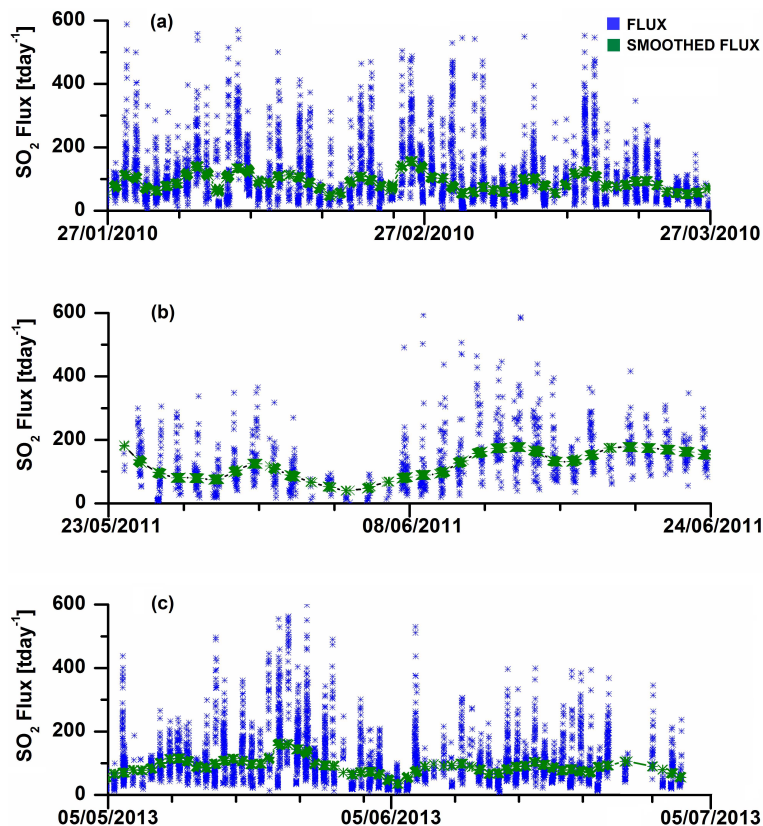 (a)
FLUX
SMOOTHED FLUX
SO₂ Flux [tday⁻¹]
600
400
200
0
27/01/2010
27/02/2010
27/03/2010
(b)
SO₂ Flux [tday⁻¹]
600
400
200
0
23/05/2011
08/06/2011
24/06/2011
(c)
SO₂ Flux [tday⁻¹]
600
400
200
0
05/05/2013
05/06/2013
05/07/2013